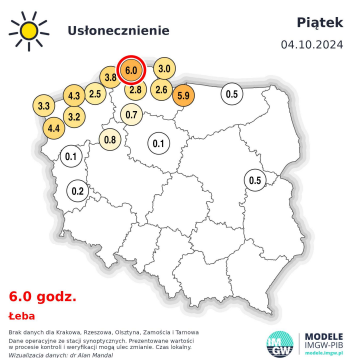 Usłonecznienie
Piątek
04.10.2024
3.8
6.0
3.0
4.3
2.5
2.8
2.6
5.9
0.5
3.3
3.2
0.7
4.4
0.8
0.1
0.1
0.5
0.2
6.0 godz.
Łeba
Brak danych dla Krakowa, Rzeszowa, Olsztyna, Zamościa i Tarnowa
Dane operacyjne ze stacji synoptycznych. Prezentowane wartości
w procesie kontroli i weryfikacji mogą ulec zmianie. Czas lokalny.
Wizualizacja danych: dr Alan Mandal
IM
GW
MODELE
IMGW-PIB
modele.imgw.pl